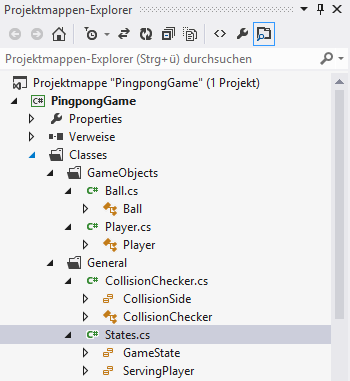 Projektmappen-Explorer
Projektmappen-Explorer (Strg+ü) durchsuchen
Projektmappe "PingpongGame" (1 Projekt)
C# PingpongGame
Properties
Verweise
Classes
GameObjects
C# Ball.cs
Ball
C# Player.cs
Player
General
C# CollisionChecker.cs
CollisionSide
CollisionChecker
C# States.cs
GameState
ServingPlayer